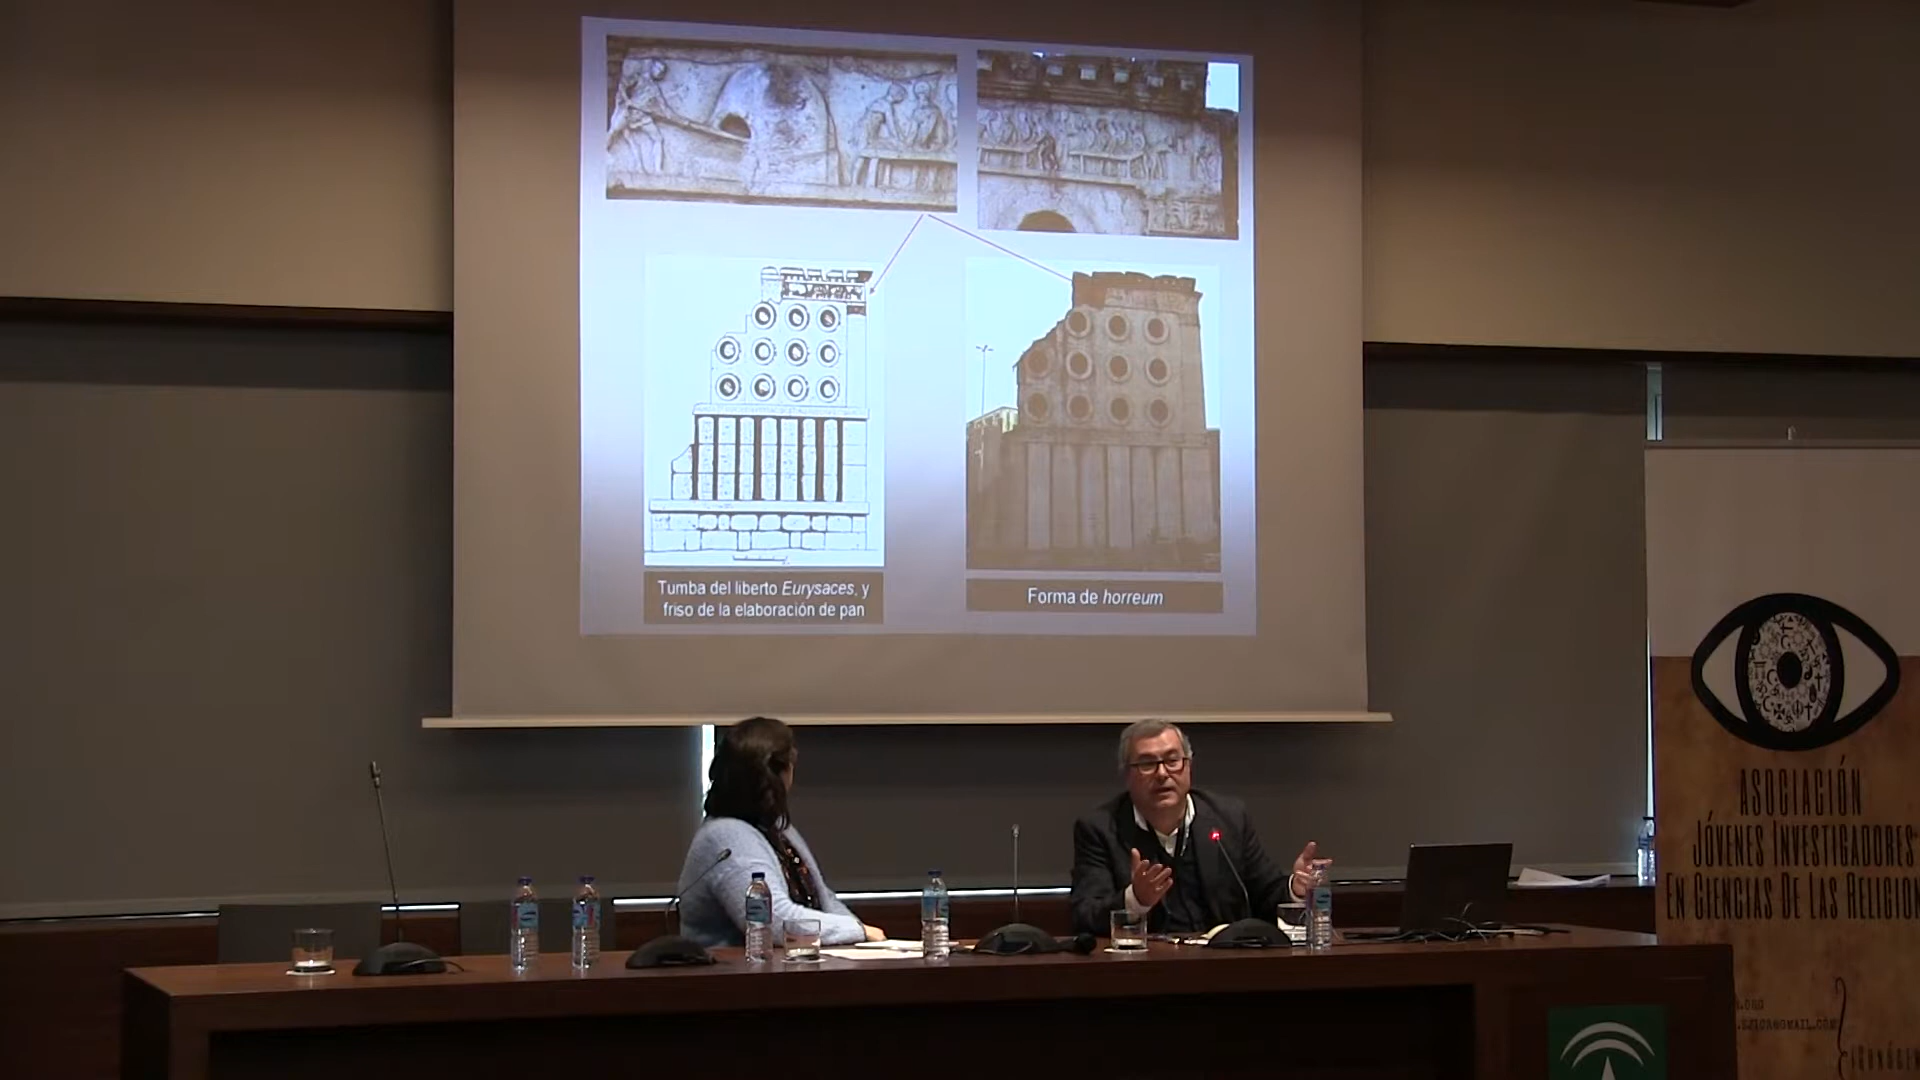 Tumba del liberto Eurysaces, y
friso de la elaboración de pan
Forma de horreum
ASOCIACIÓN
JÓVENES INVESTIGADORES
EN CIENCIAS DE LAS RELIGION